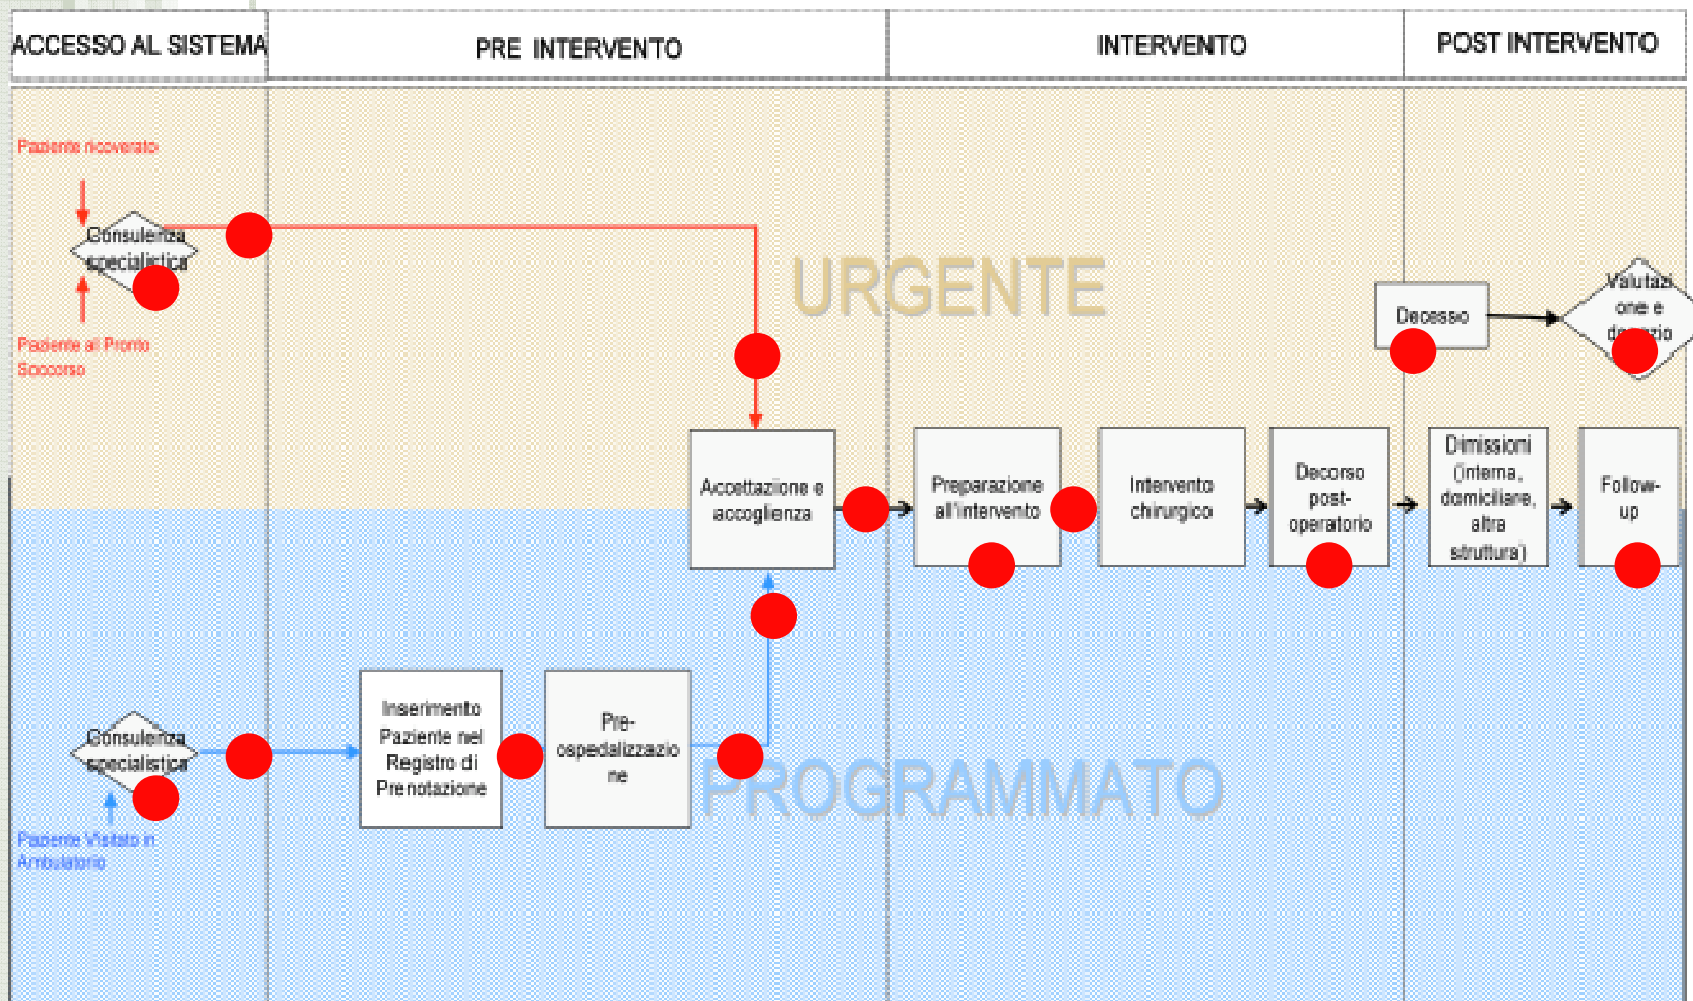 ACCESSO AL SISTEMA
PRE INTERVENTO
INTERVENTO
POST INTERVENTO
Paziente ricoverato
Consulenza
specialistica
Paziente al Pronto
Soccorso
URGENTE
Decesso
Valutazi
one e
Accettazione e
accoglienza
Preparazione
all'intervento
Intervento
chirurgico
Decorso
post-
operatorio
Dimissioni
(interna,
domiciliare,
altra
struttura)
Follow-
up
Consulenza
specialistica
Paziente Visitato in
Ambulatorio
Inserimento
Paziente nel
Registro di
Prenotazione
Pre-
ospedalizzazio
ne
PROGRAMMATO